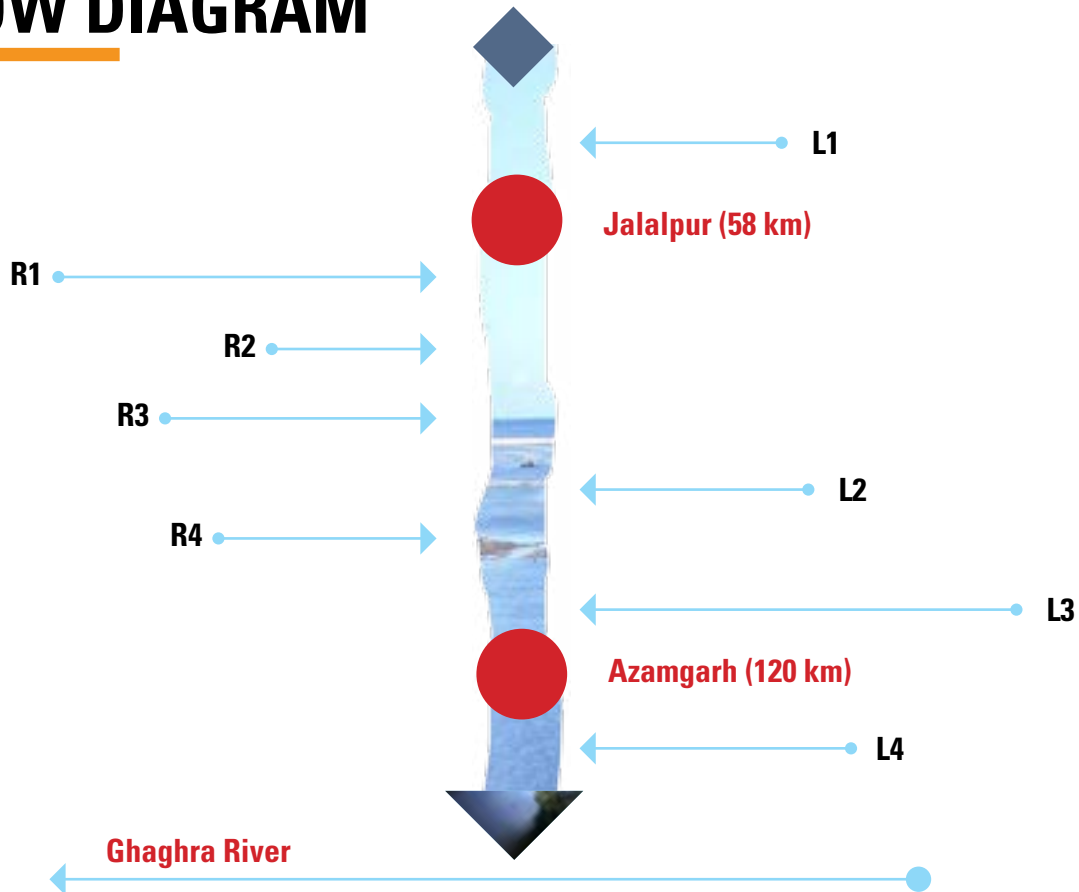 OW DIAGRAM
L1
Jalalpur (58 km)
R1
R2
R3
L2
R4
L3
Azamgarh (120 km)
L4
Ghaghra River